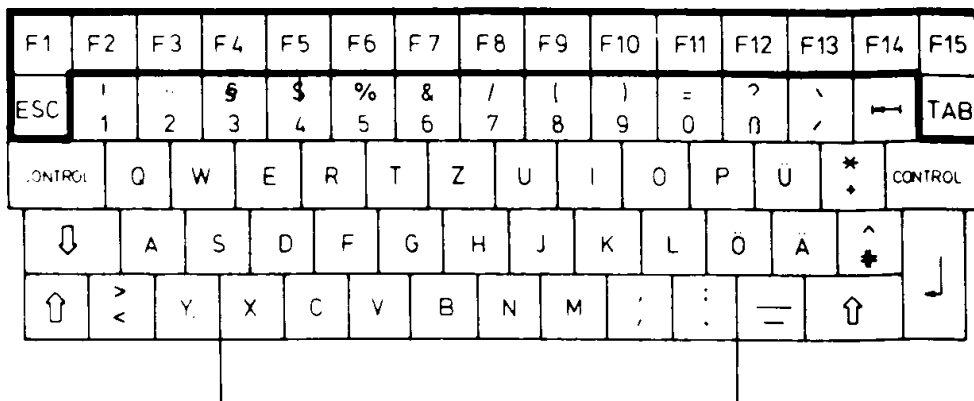 F1 F2 F3 F4 F5 F6 F7 F8 F9 F10 F11 F12 F13 F14 F15
ESC ! " § $ % & / ( ) = ? ` TAB
1 2 3 4 5 6 7 8 9 0 ß ´
CONTROL Q W E R T Z U I O P Ü * + CONTROL
A S D F G H J K L Ö Ä ^ #
> < Y X C V B N M ; , : . _ -